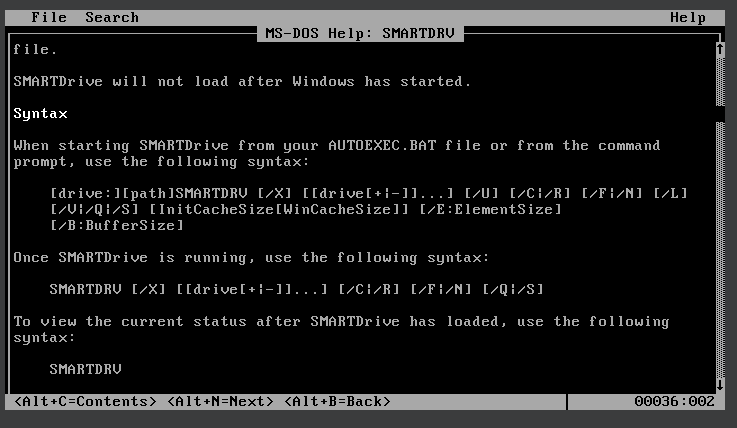 File  Search  Help
MS-DOS Help: SMARTDRV
file.
SMARTDrive will not load after Windows has started.
Syntax
When starting SMARTDrive from your AUTOEXEC.BAT file or from the command
prompt, use the following syntax:
[drive:][path]SMARTDRV [/X] [[drive[+¦-]]...] [/U] [/C¦/R] [/F¦/N] [/L]
[/V¦/Q¦/S] [InitCacheSize[WinCacheSize]] [/E:ElementSize]
[/B:BufferSize]
Once SMARTDrive is running, use the following syntax:
SMARTDRV [/X] [[drive[+¦-]]...] [/C¦/R] [/F¦/N] [/Q¦/S]
To view the current status after SMARTDrive has loaded, use the following
syntax:
SMARTDRV
<Alt+C=Contents> <Alt+N=Next> <Alt+B=Back>  00036:002